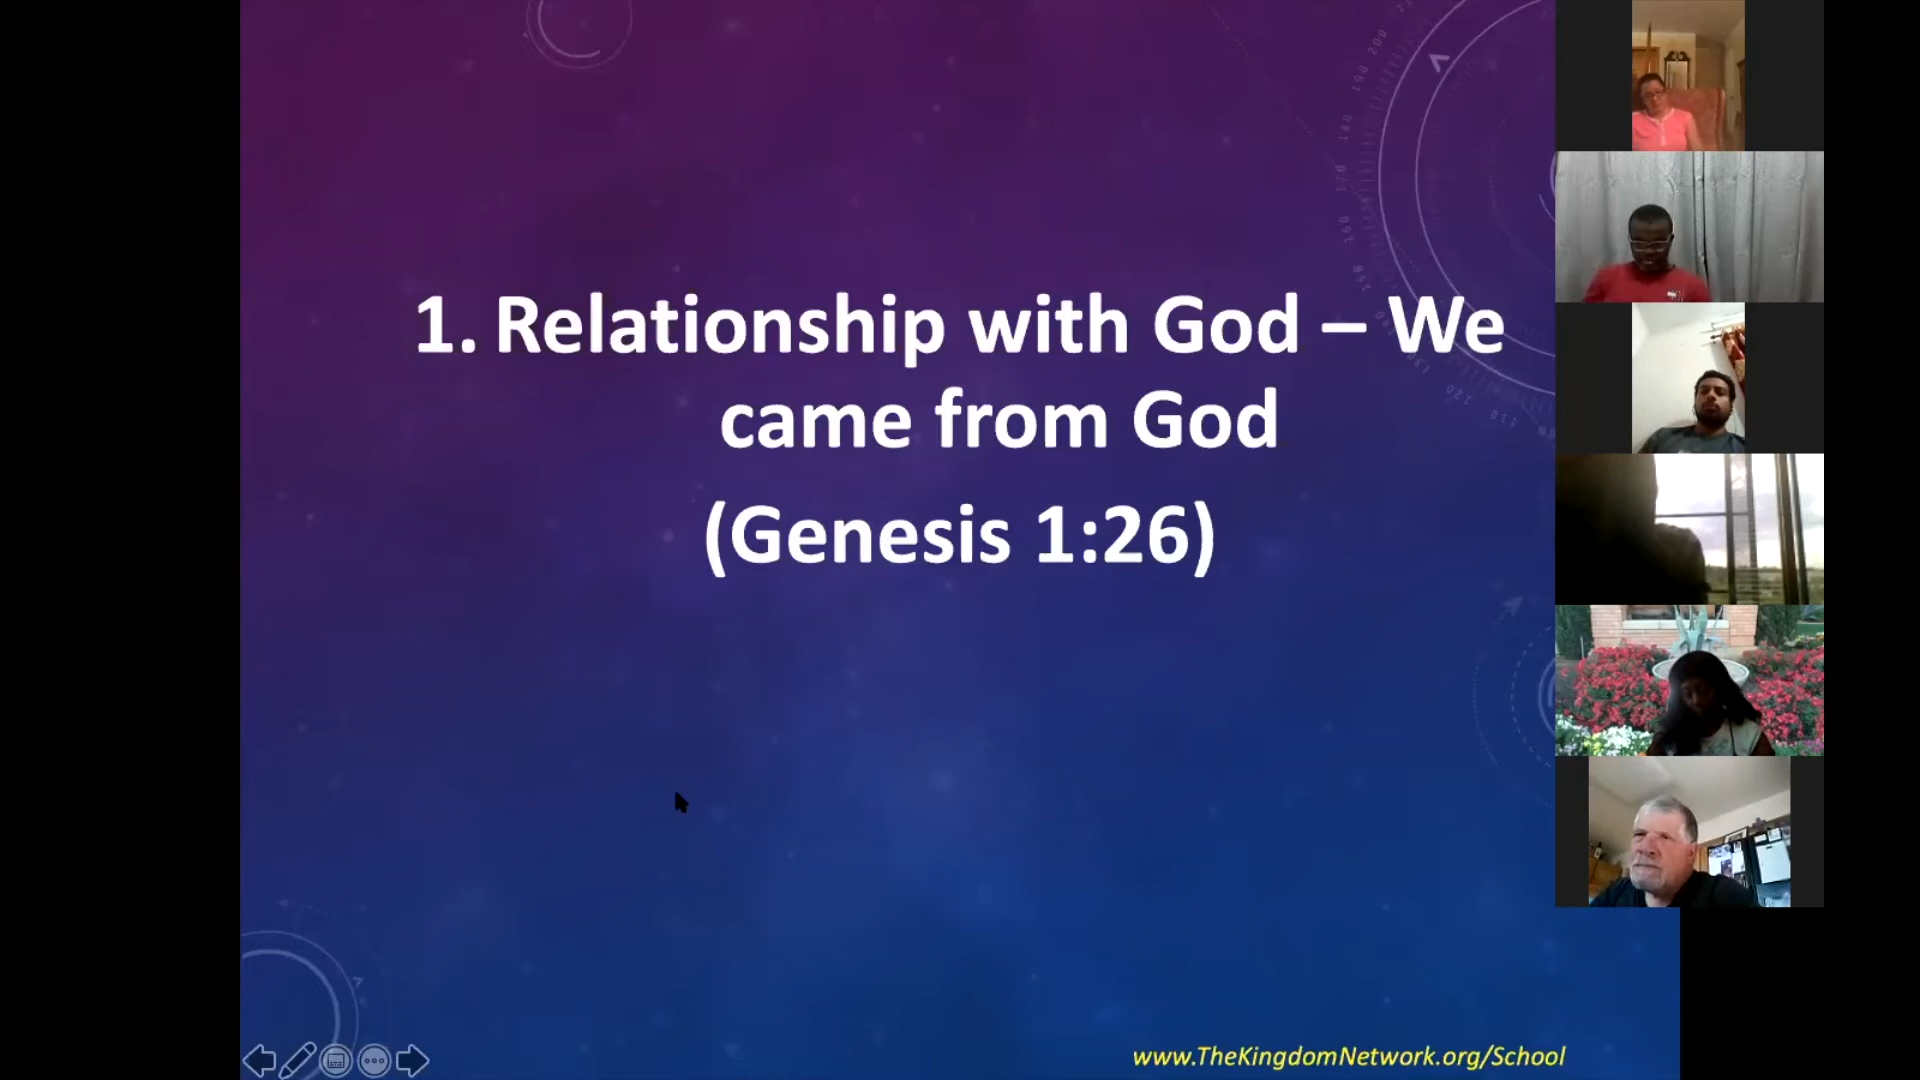 1. Relationship with God – We
came from God
(Genesis 1:26)
www.TheKingdomNetwork.org/School